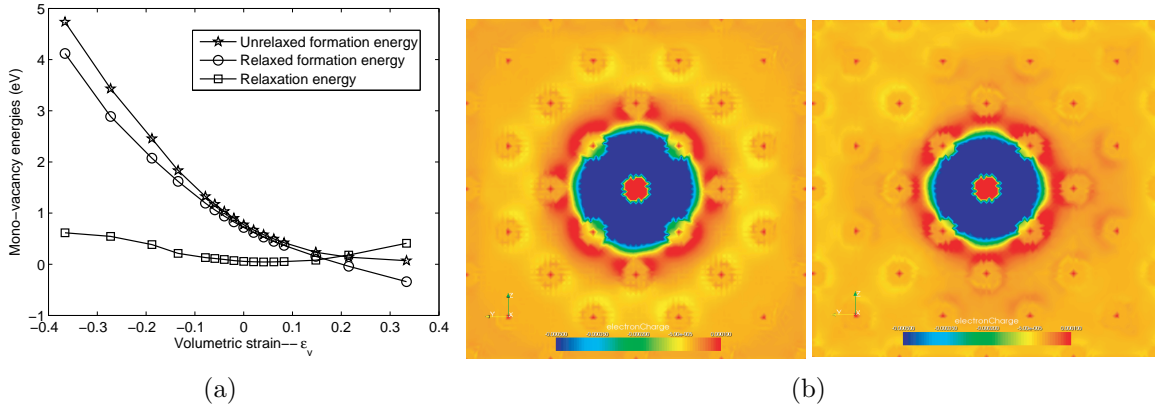 5
4
3
2
1
0
−1
Mono−vacancy energies (eV)
Unrelaxed formation energy
Relaxed formation energy
Relaxation energy
−0.4 −0.3 −0.2 −0.1 0 0.1 0.2 0.3 0.4
Volumetric strain−−ε_v
electronCharge
electronCharge
(a)
(b)